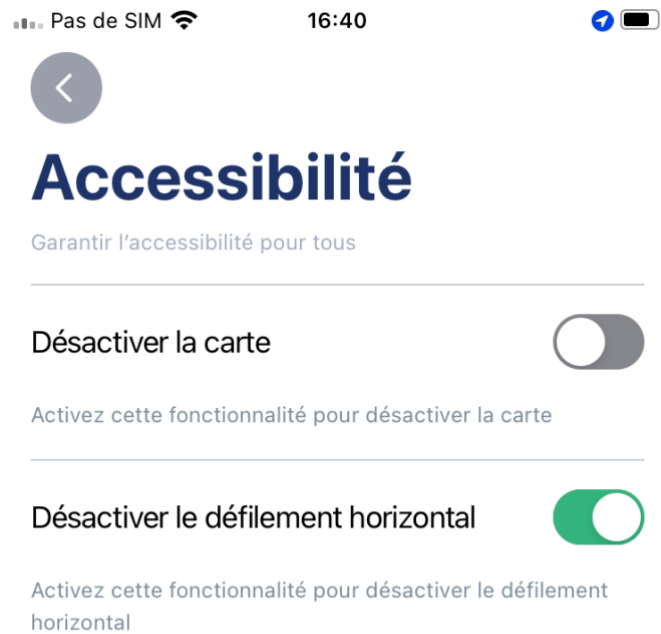 Pas de SIM 16:40
Accessibilité
Garantir l’accessibilité pour tous
Désactiver la carte
Activez cette fonctionnalité pour désactiver la carte
Désactiver le défilement horizontal
Activez cette fonctionnalité pour désactiver le défilement
horizontal